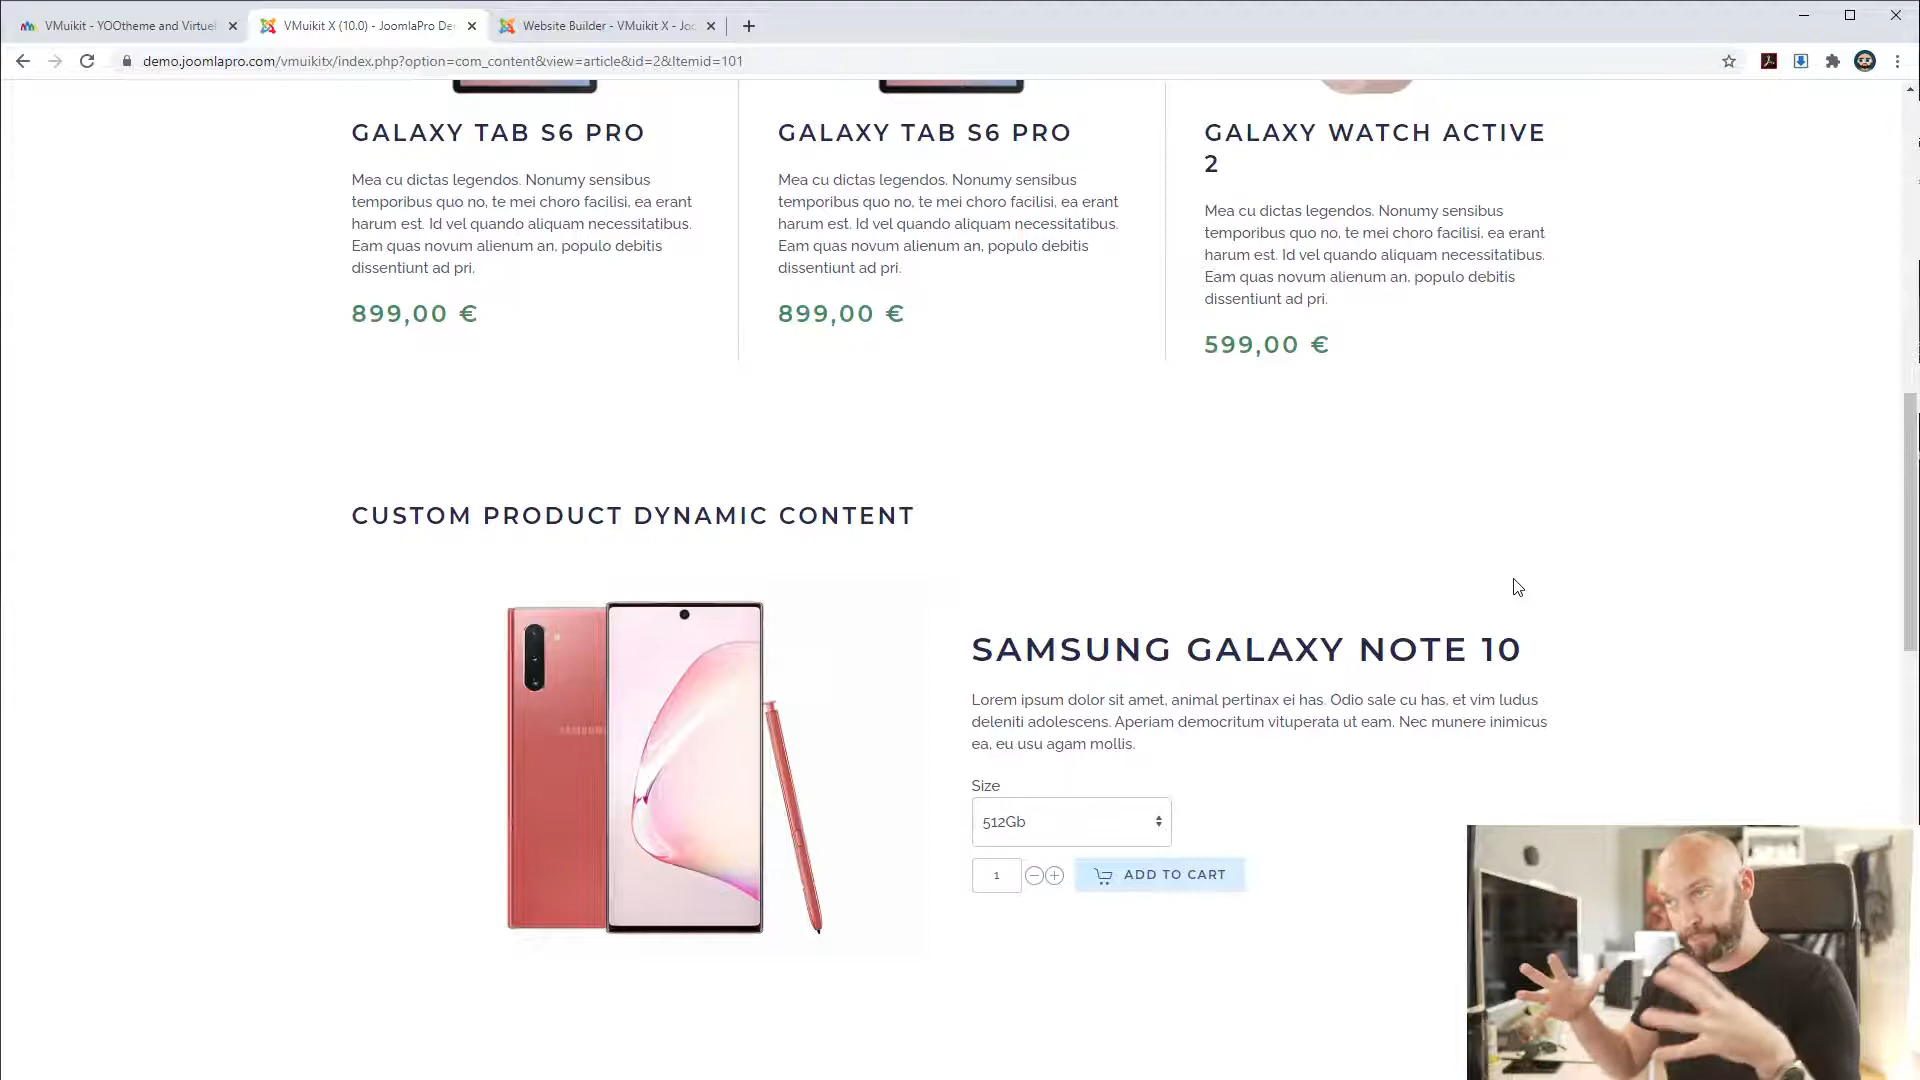 VMuikit - YOOtheme and Virtue
VMuikit X (10.0) - JoomlaPro De
Website Builder - VMuikit X - Joo
demo.joomlapro.com/vmuikitx/index.php?option=com_content&view=article&id=2&Itemid=101
GALAXY TAB S6 PRO
Mea cu dictas legendos. Nonumy sensibus
temporibus quo no, te mei choro facilisi, ea erant
harum est. Id vel quando aliquam necessitatibus.
Eam quas novum alienum an, populo debitis
dissentiunt ad pri.
899,00 €
GALAXY TAB S6 PRO
Mea cu dictas legendos. Nonumy sensibus
temporibus quo no, te mei choro facilisi, ea erant
harum est. Id vel quando aliquam necessitatibus.
Eam quas novum alienum an, populo debitis
dissentiunt ad pri.
899,00 €
GALAXY WATCH ACTIVE
2
Mea cu dictas legendos. Nonumy sensibus
temporibus quo no, te mei choro facilisi, ea erant
harum est. Id vel quando aliquam necessitatibus.
Eam quas novum alienum an, populo debitis
dissentiunt ad pri.
599,00 €
CUSTOM PRODUCT DYNAMIC CONTENT
SAMSUNG
SAMSUNG GALAXY NOTE 10
Lorem ipsum dolor sit amet, animal pertinax ei has. Odio sale cu has, et vim ludus
deleniti adolescens. Aperiam democritum vituperata ut eam. Nec munere inimicus
ea, eu usu agam mollis.
Size
512Gb
1
ADD TO CART